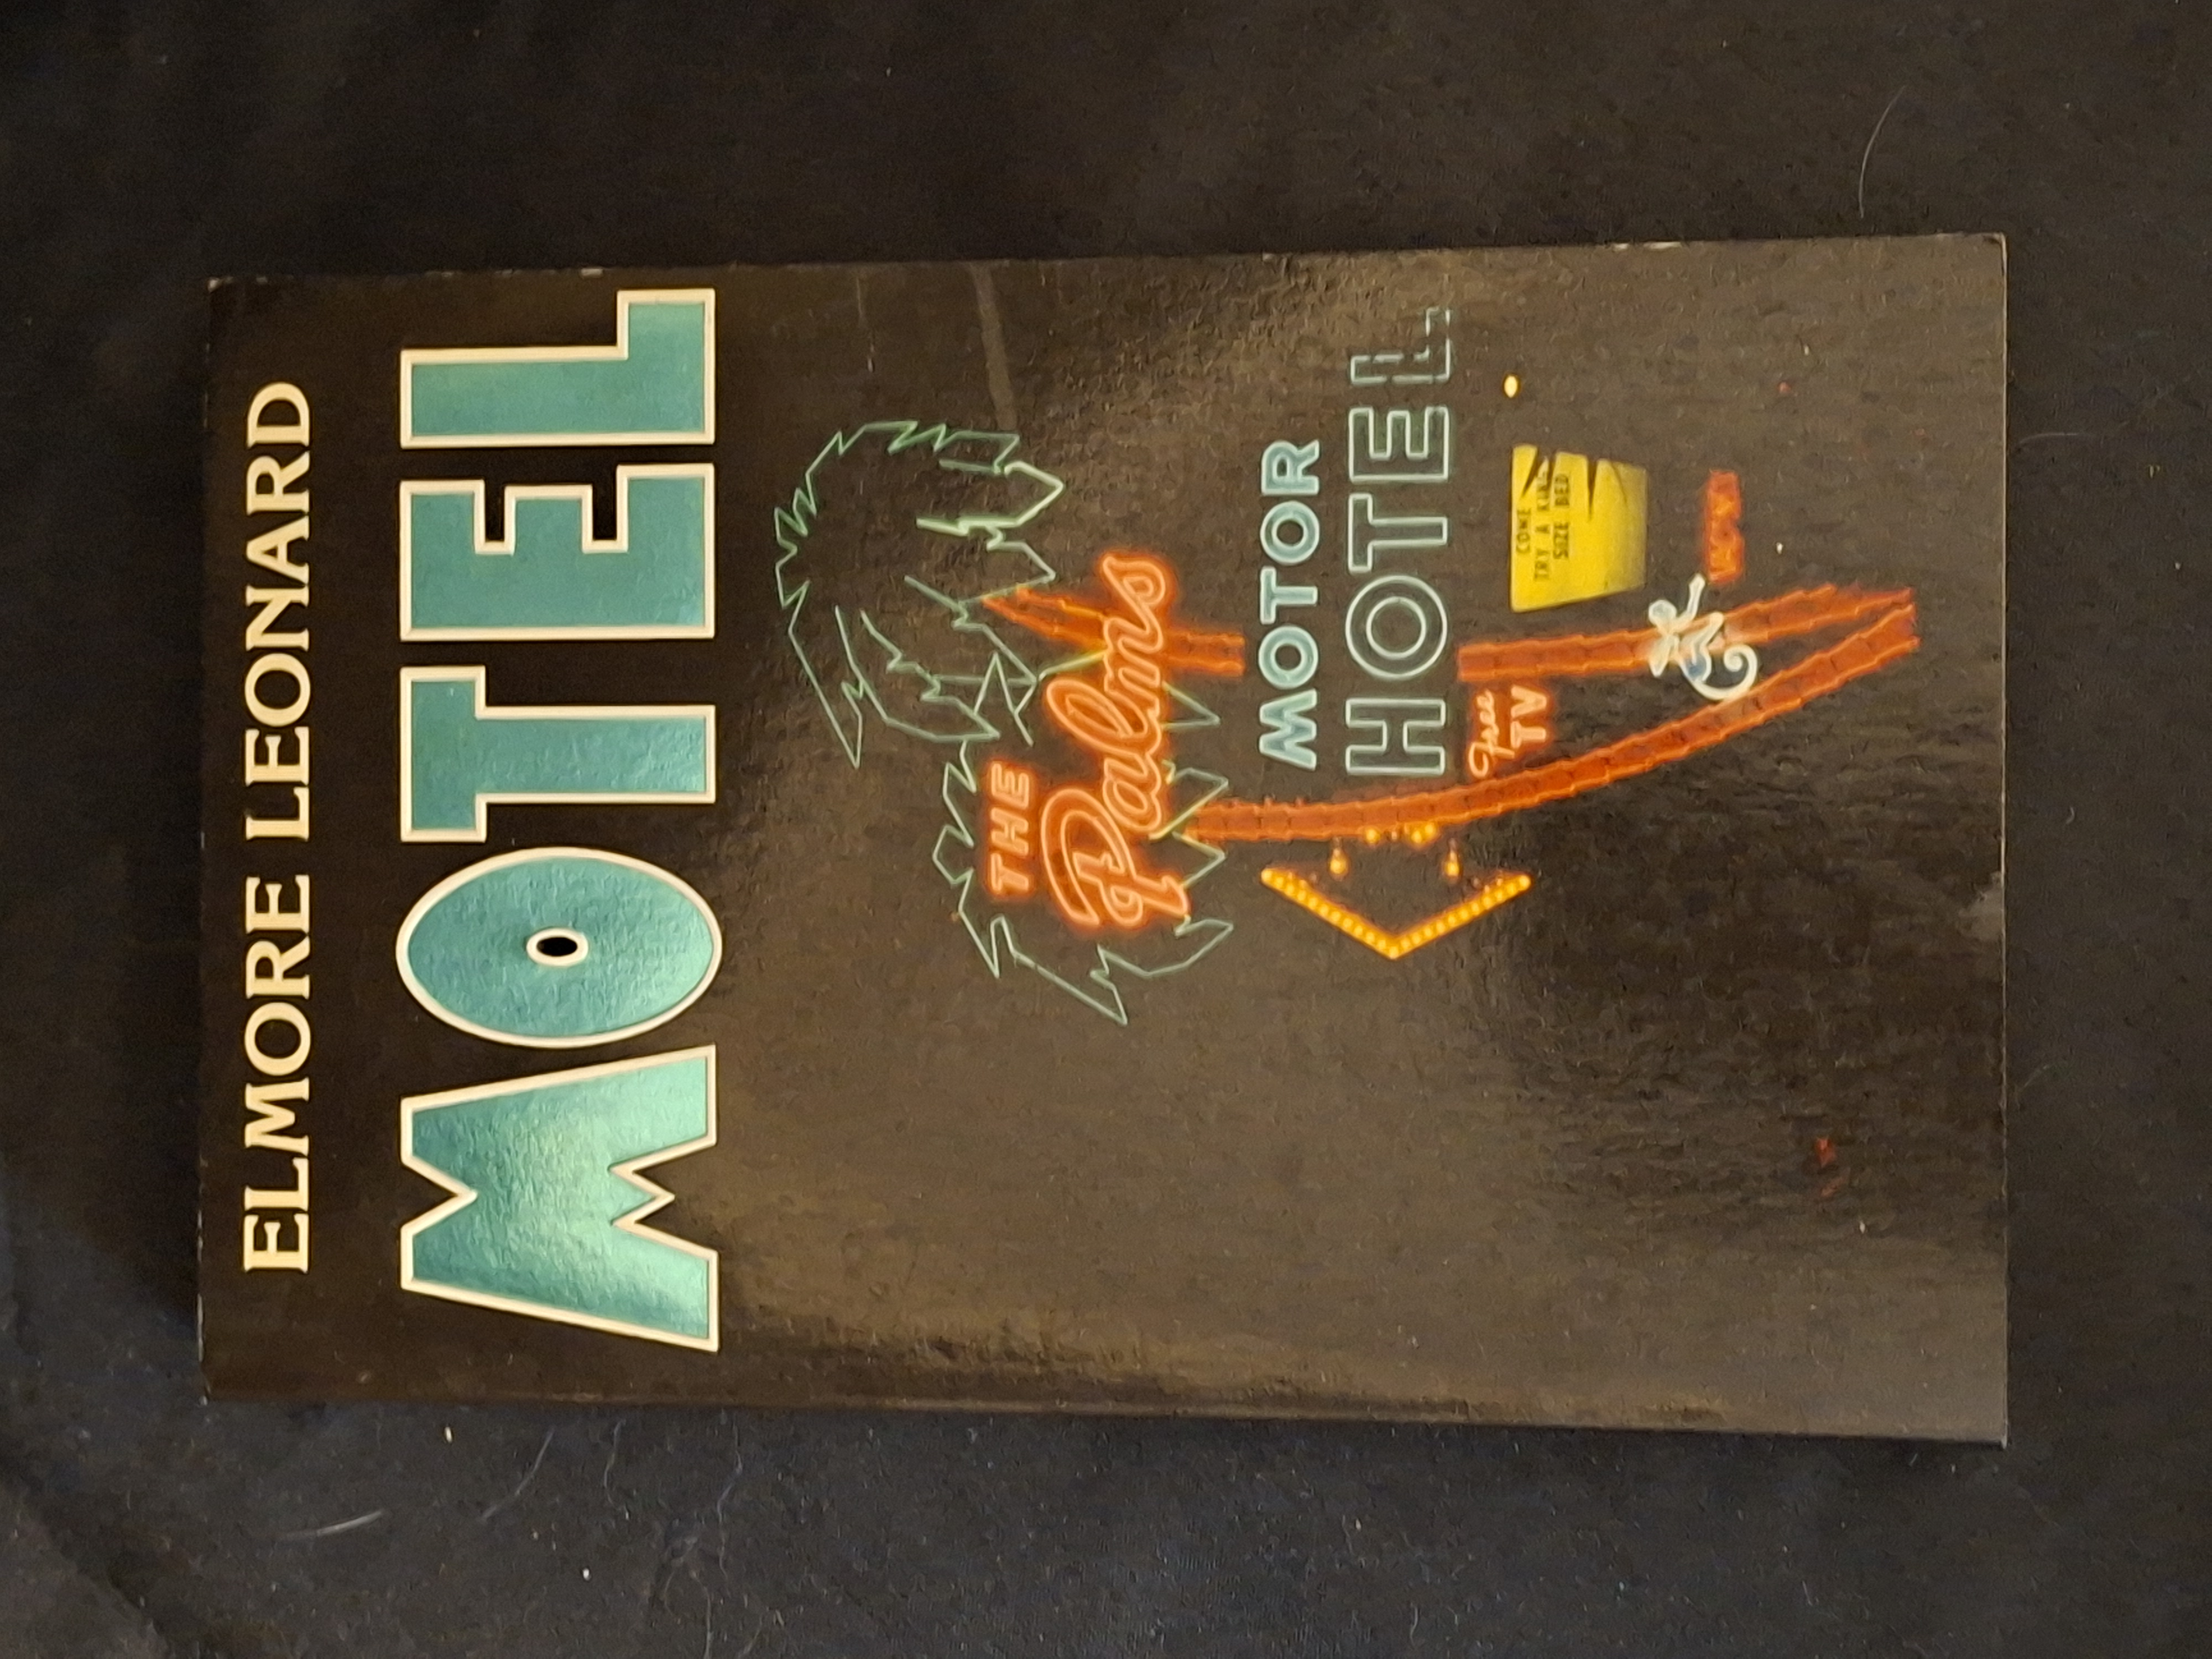 ELMORE LEONARD
MOTEL
THE
Palms
MOTOR
HOTEL
Free
TV
COME
TRY A KING
SIZE BED